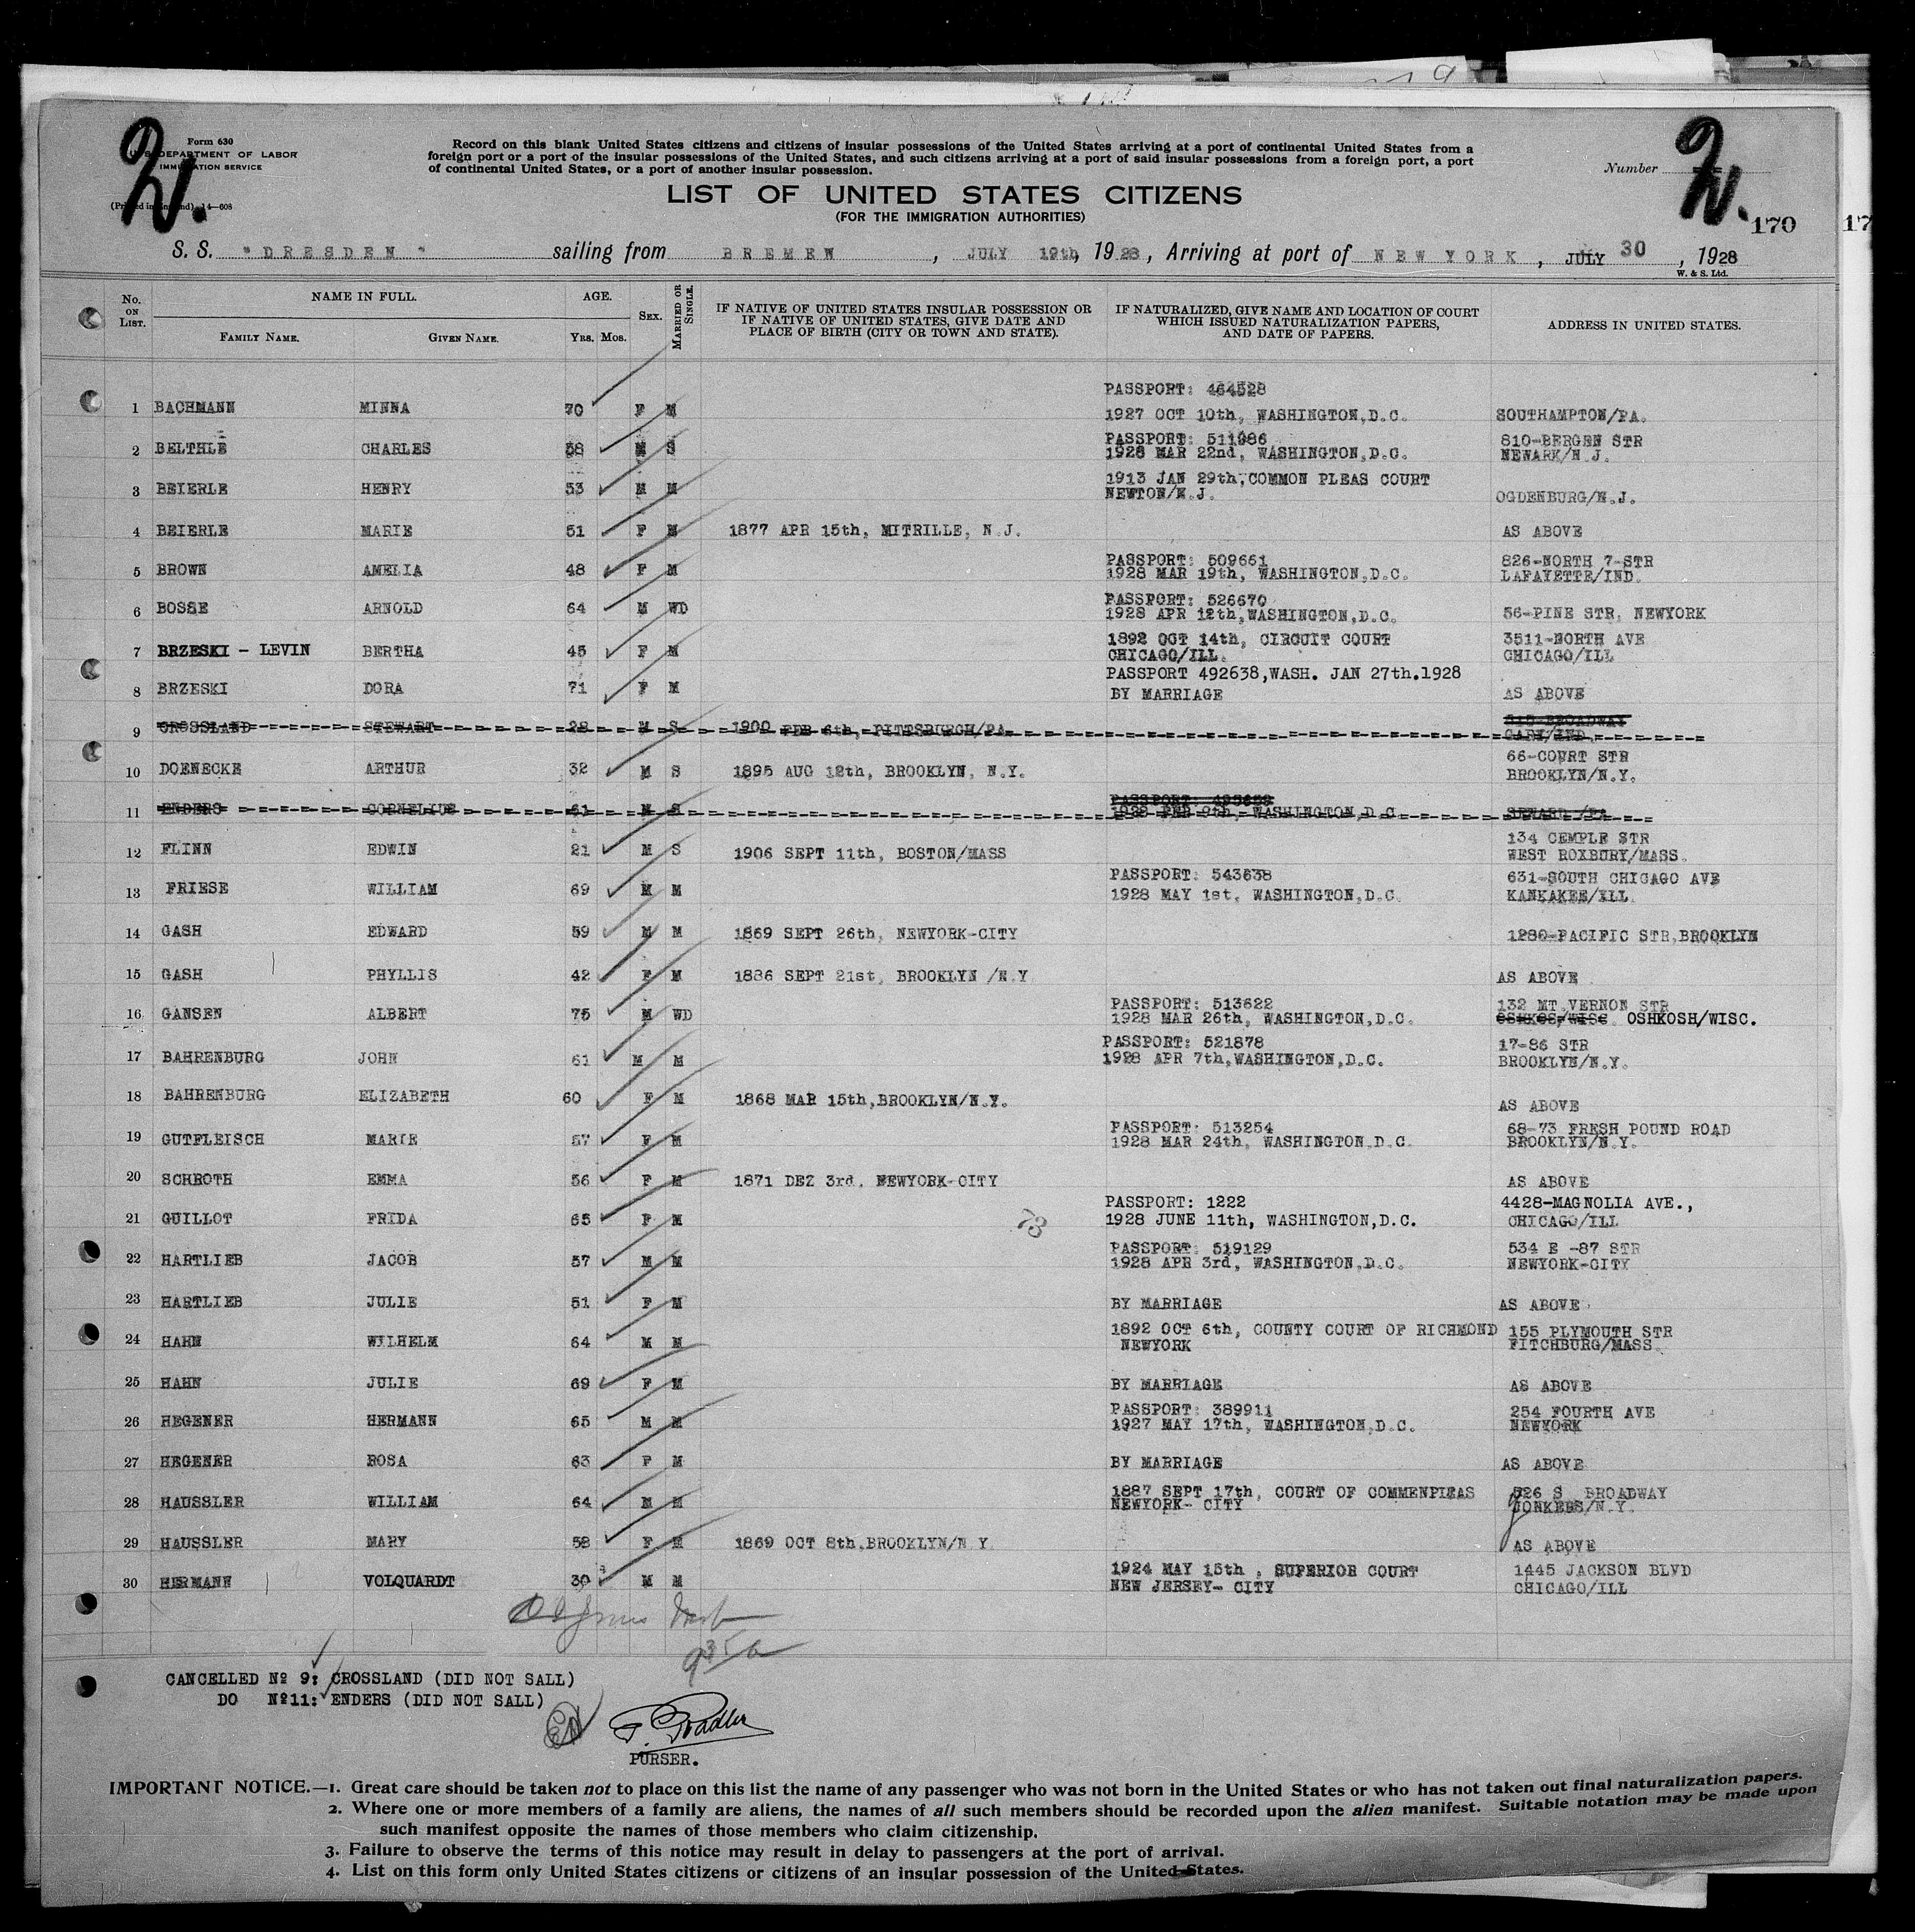 Form 630
U. S. DEPARTMENT OF LABOR
IMMIGRATION SERVICE
(Printed in England) 14—608
2.
Record on this blank United States citizens and citizens of insular possessions of the United States arriving at a port of continental United States from a
foreign port or a port of the insular possessions of the United States, and such citizens arriving at a port of said insular possessions from a foreign port, a port
of continental United States, or a port of another insular possession.
LIST OF UNITED STATES CITIZENS
(FOR THE IMMIGRATION AUTHORITIES)
Number 2.
170
17
S. S. "DRESDEN" sailing from BREMEN, JULY 19th, 1928, Arriving at port of NEW YORK, JULY 30, 1928
W. & S. Ltd.
No. ON LIST. NAME IN FULL. FAMILY NAME. GIVEN NAME. AGE. YRS. MOS. SEX. MARRIED OR SINGLE. IF NATIVE OF UNITED STATES INSULAR POSSESSION OR IF NATIVE OF UNITED STATES, GIVE DATE AND PLACE OF BIRTH (CITY OR TOWN AND STATE). IF NATURALIZED, GIVE NAME AND LOCATION OF COURT WHICH ISSUED NATURALIZATION PAPERS, AND DATE OF PAPERS. ADDRESS IN UNITED STATES.
PASSPORT: 464528
1 BACHMANN MINNA 70 F M 1927 OCT 10th, WASHINGTON,D.C. SOUTHAMPTON/PA.
PASSPORT: 511986 810-BERGEN STR
2 BELTHLE CHARLES 58 M S 1928 MAR 22nd, WASHINGTON,D.C. NEWARK/N.J.
1913 JAN 29th,COMMON PLEAS COURT
3 BEIERLE HENRY 53 M M NEWTON/N.J. OGDENBURG/N.J.
4 BEIERLE MARIE 51 F M 1877 APR 15th, MITRILLE, N.J. AS ABOVE
PASSPORT: 509661 826-NORTH 7-STR
5 BROWN AMELIA 48 F M 1928 MAR 19th, WASHINGTON,D.C. LAFAYETTE/IND.
PASSPORT: 526670
6 BOSSE ARNOLD 64 M WD 1928 APR 12th,WASHINGTON,D.C. 56-PINE STR, NEWYORK
1892 OCT 14th, CIRCUIT COURT 3511-NORTH AVE
7 BRZESKI - LEVIN BERTHA 45 F M CHICAGO/ILL. CHICAGO/ILL
PASSPORT 492638,WASH. JAN 27th.1928
8 BRZESKI DORA 71 F M BY MARRIAGE AS ABOVE
515-BROADWAY
9 CROSSLAND STEWART 28 M S 1900 FEB 6th, PITTSBURGH/PA. GARY/IND.
66-COURT STR
10 DOENECKE ARTHUR 32 M S 1895 AUG 12th, BROOKLYN, N.Y. BROOKLYN/N.Y.
PASSPORT: 495658
11 ENDERS CORNELIUS 61 M S 1928 FEB 9th, WASHINGTON,D.C. SEWARD /PA
134 CEMPLE STR
12 FLINN EDWIN 21 M S 1906 SEPT 11th, BOSTON/MASS WEST ROXBURY/MASS.
PASSPORT: 543638 631-SOUTH CHICAGO AVE
13 FRIESE WILLIAM 69 M M 1928 MAY 1st, WASHINGTON,D.C. KANKAKEE/ILL.
14 GASH EDWARD 59 M M 1869 SEPT 26th, NEWYORK-CITY 1280-PACIFIC STR,BROOKLYN
15 GASH PHYLLIS 42 F M 1886 SEPT 21st, BROOKLYN /N.Y AS ABOVE
PASSPORT: 513622 132 MT.VERNON STR
16 GANSEN ALBERT 75 M WD 1928 MAR 26th, WASHINGTON,D.C. OSHKOS/WISC. OSHKOSH/WISC.
PASSPORT: 521878 17-86 STR
17 BAHRENBURG JOHN 61 M M 1928 APR 7th,WASHINGTON,D.C. BROOKLYN/N.Y.
18 BAHRENBURG ELIZABETH 60 F M 1868 MAR 15th,BROOKLYN/N.Y. AS ABOVE
PASSPORT: 513254 68-73 FRESH POUND ROAD
19 GUTFLEISCH MARIE 57 F M 1928 MAR 24th, WASHINGTON,D.C. BROOKLYN/N.Y.
20 SCHROTH EMMA 56 F M 1871 DEZ 3rd, NEWYORK-CITY AS ABOVE
PASSPORT: 1222 4428-MAGNOLIA AVE.,
21 GUILLOT FRIDA 65 F M 73 1928 JUNE 11th, WASHINGTON,D.C. CHICAGO/ILL
PASSPORT: 519129 534 E -87 STR
22 HARTLIEB JACOB 57 M M 1928 APR 3rd, WASHINGTON,D.C. NEWYORK-CITY
23 HARTLIEB JULIE 51 F M BY MARRIAGE AS ABOVE
1892 OCT 6th, COUNTY COURT OF RICHMOND 155 PLYMOUTH STR
24 HAHN WILHELM 64 M M NEWYORK FITCHBURG/MASS.
25 HAHN JULIE 69 F M BY MARRIAGE AS ABOVE
PASSPORT: 389911 254 FOURTH AVE
26 HEGENER HERMANN 65 M M 1927 MAY 17th, WASHINGTON,D.C. NEWYORK
27 HEGENER ROSA 63 F M BY MARRIAGE AS ABOVE
1887 SEPT 17th, COURT OF COMMENPLEAS 526 S BROADWAY
28 HAUSSLER WILLIAM 64 M M NEWYORK- CITY YONKERS/N.Y.
29 HAUSSLER MARY 58 F M 1869 OCT 8th,BROOKLYN/N Y. AS ABOVE
1924 MAY 15th , SUPERIOR COURT 1445 JACKSON BLVD
30 HERMANN VOLQUARDT 30 M M NEW JERSEY- CITY CHICAGO/ILL
CANCELLED Nº 9: CROSSLAND (DID NOT SALL)
DO Nº11: ENDERS (DID NOT SALL)
PURSER.
IMPORTANT NOTICE.—1. Great care should be taken not to place on this list the name of any passenger who was not born in the United States or who has not taken out final naturalization papers.
2. Where one or more members of a family are aliens, the names of all such members should be recorded upon the alien manifest. Suitable notation may be made upon
such manifest opposite the names of those members who claim citizenship.
3. Failure to observe the terms of this notice may result in delay to passengers at the port of arrival.
4. List on this form only United States citizens or citizens of an insular possession of the United States.